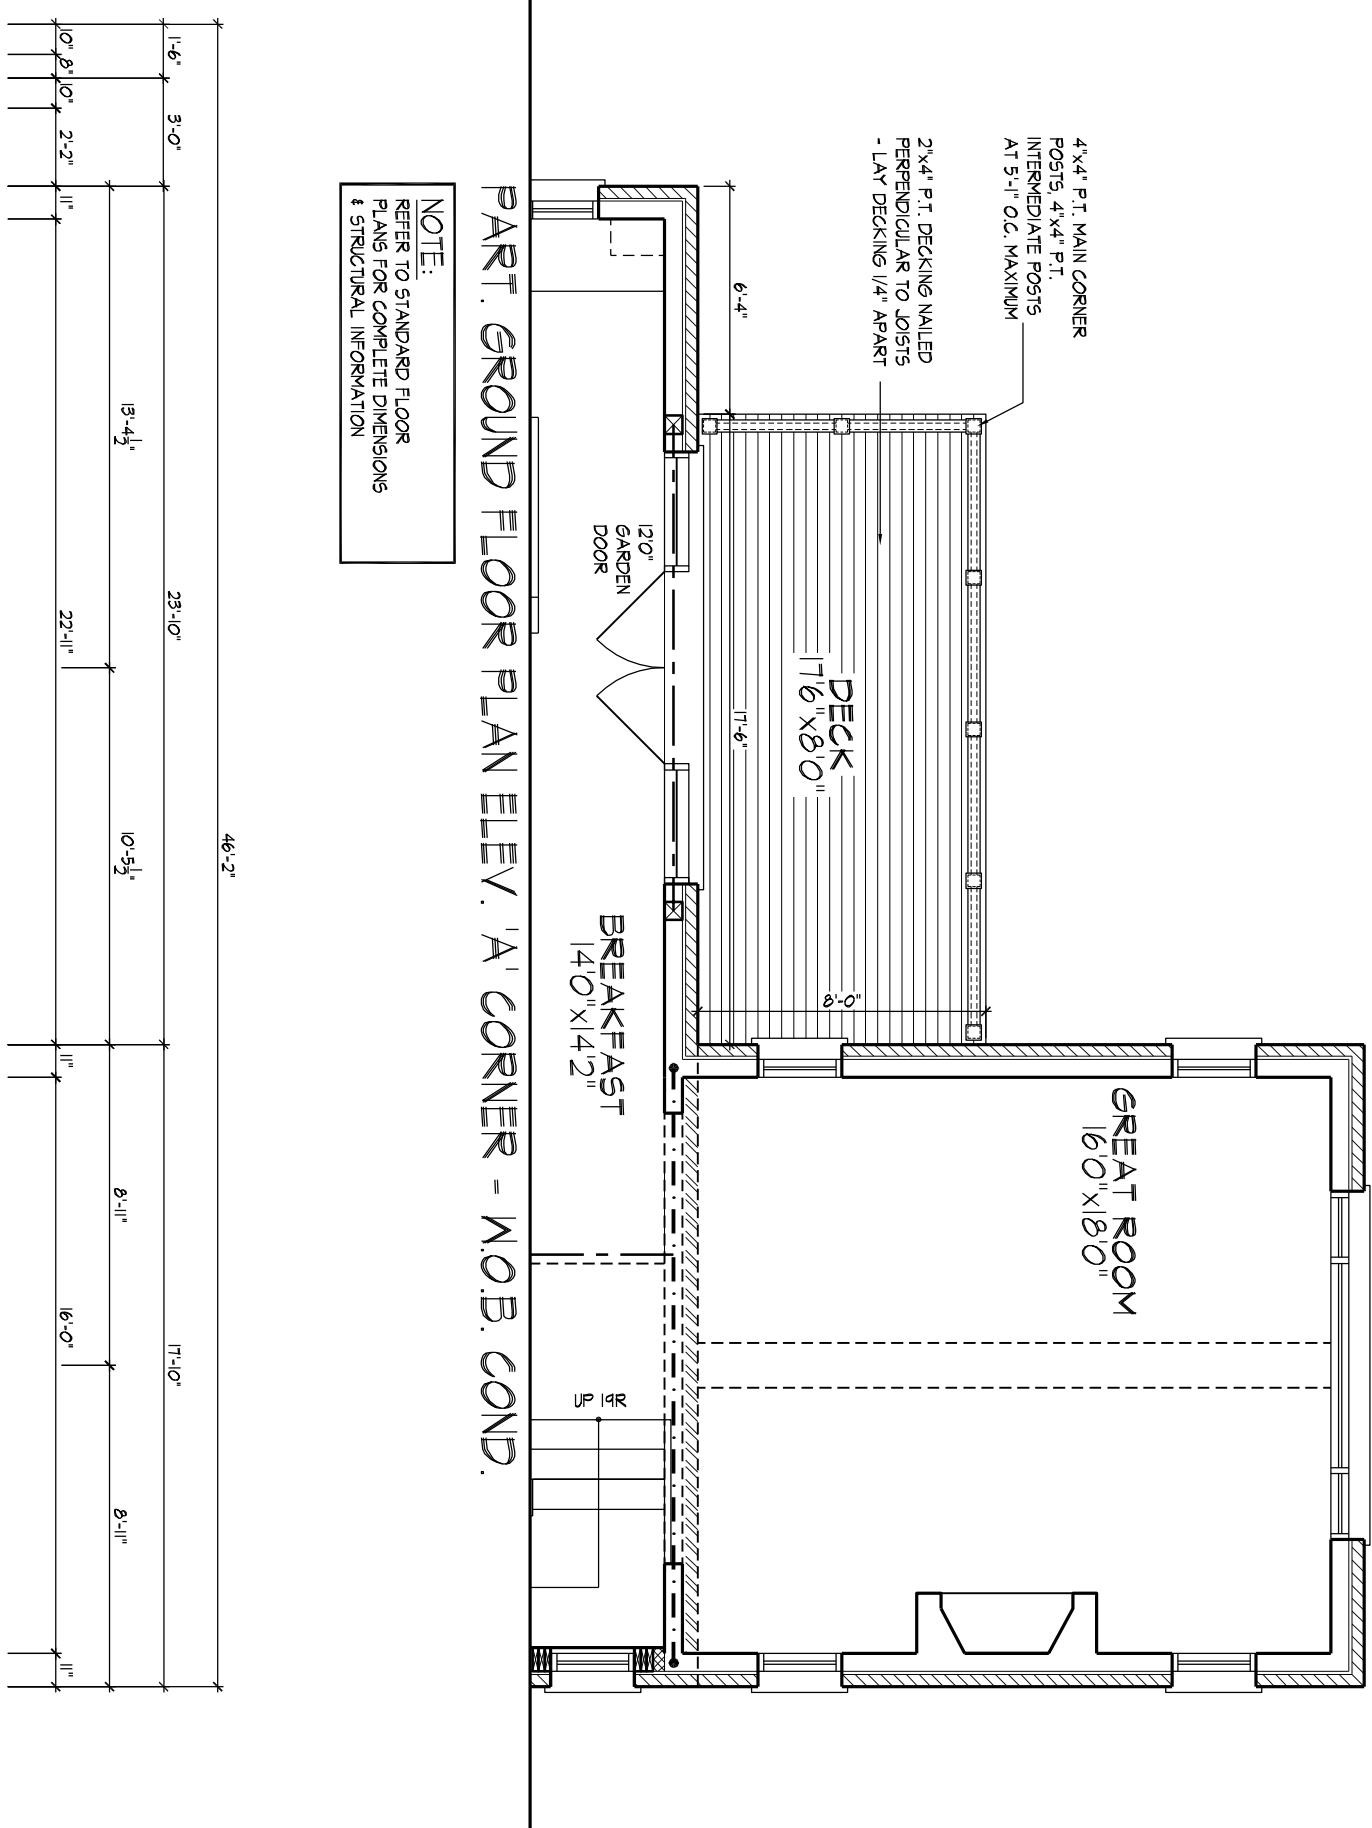 4"x4" P.T. MAIN CORNER
POSTS, 4"x4" P.T.
INTERMEDIATE POSTS
AT 5'-1" O.C. MAXIMUM
2"x4" P.T. DECKING NAILED
PERPENDICULAR TO JOISTS
- LAY DECKING 1/4" APART
GREAT ROOM
16'0"x18'0"
DECK
17'6"x8'0"
8'-0"
6'-4"
17'-6"
12'0"
GARDEN
DOOR
BREAKFAST
14'0"x14'2"
UP 19R
PART. GROUND FLOOR PLAN ELEV. 'A' CORNER - W.O.B. COND.
NOTE:
REFER TO STANDARD FLOOR
PLANS FOR COMPLETE DIMENSIONS
& STRUCTURAL INFORMATION
46'-2"
1'-6"
3'-0"
23'-10"
17'-10"
13'-4 1/2"
10'-5 1/2"
8'-11"
8'-11"
10"
8"
10"
2'-2"
11"
22'-11"
11"
16'-0"
11"